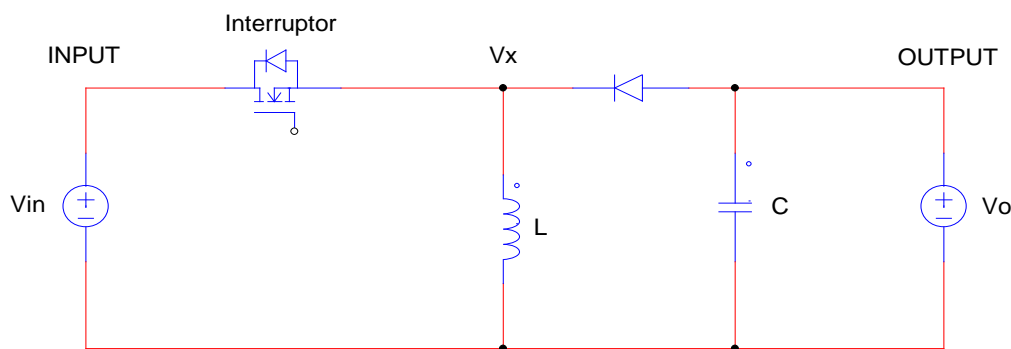 Interruptor
INPUT
Vx
OUTPUT
Vin
L
C
Vo